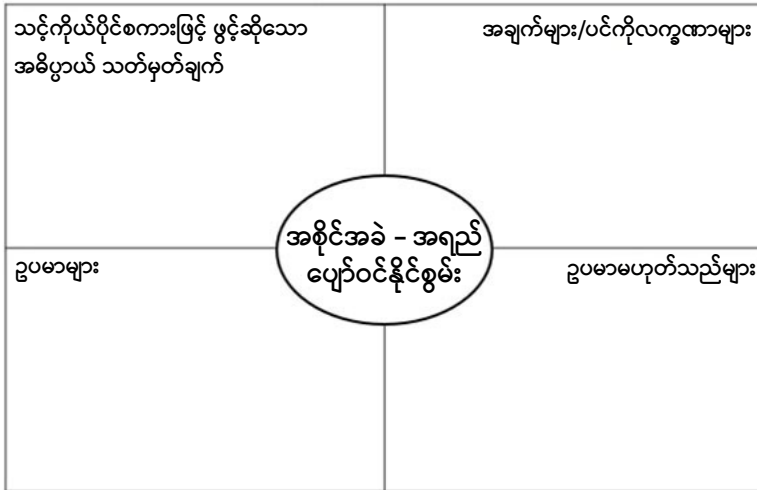 သင့်ကိုယ်ပိုင်စကားဖြင့် ဖွင့်ဆိုသော
အဓိပ္ပာယ် သတ်မှတ်ချက်
အချက်များ/ပင်ကိုလက္ခဏာများ
အစိုင်အခဲ – အရည်
ပျော်ဝင်နိုင်စွမ်း
ဥပမာများ
ဥပမာမဟုတ်သည်များ